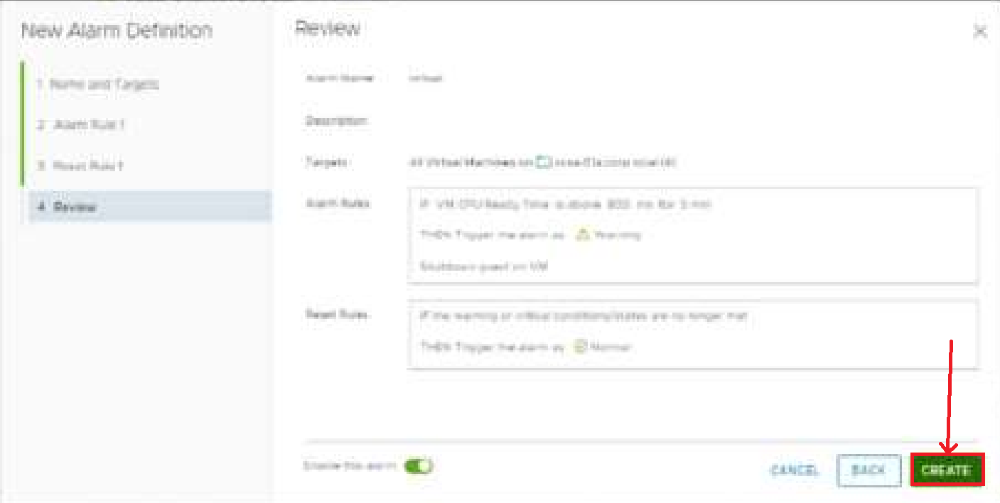 New Alarm Definition
Review
1 Name and Targets
2 Alarm Rule 1
3 Reset Rule 1
4 Review
Alarm Name virtual
Description
Targets All Virtual Machines on
Alarm Rules IF VM CPU Ready Time is above ms for 5 min
THEN Trigger the alarm as Warning
Shutdown guest on VM
Reset Rules If the warning or critical conditions/states are no longer met
THEN Trigger the alarm as Normal
Enable this alarm
CANCEL BACK CREATE